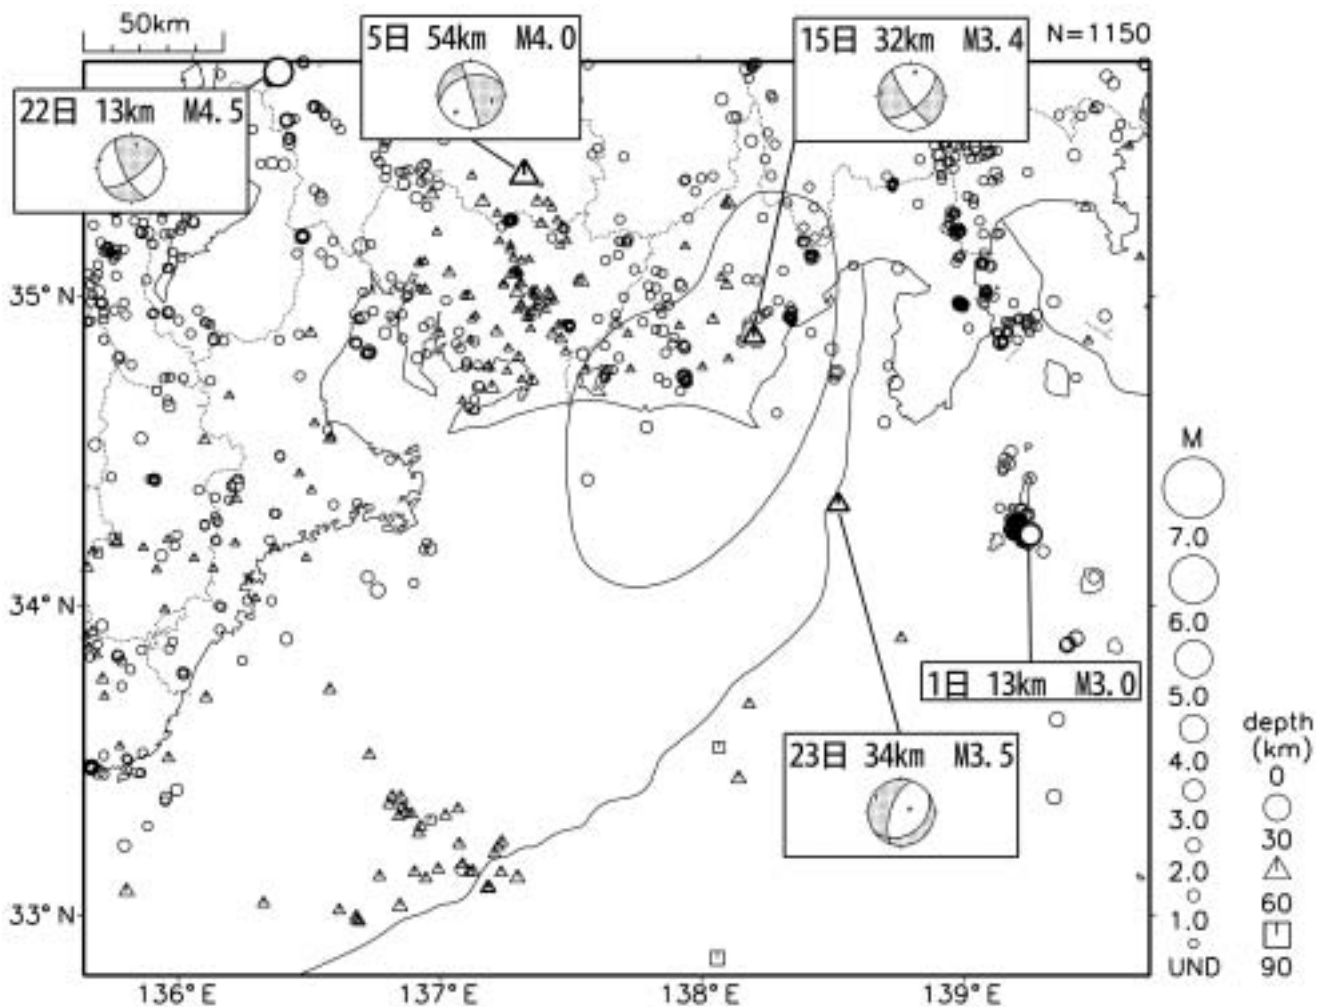 50km
N=1150
5日 54km M4.0
15日 32km M3.4
22日 13km M4.5
35°N
34°N
33°N
1日 13km M3.0
23日 34km M3.5
136°E
137°E
138°E
139°E
M
7.0
6.0
5.0
4.0
3.0
2.0
1.0
UND
depth
(km)
0
30
60
90